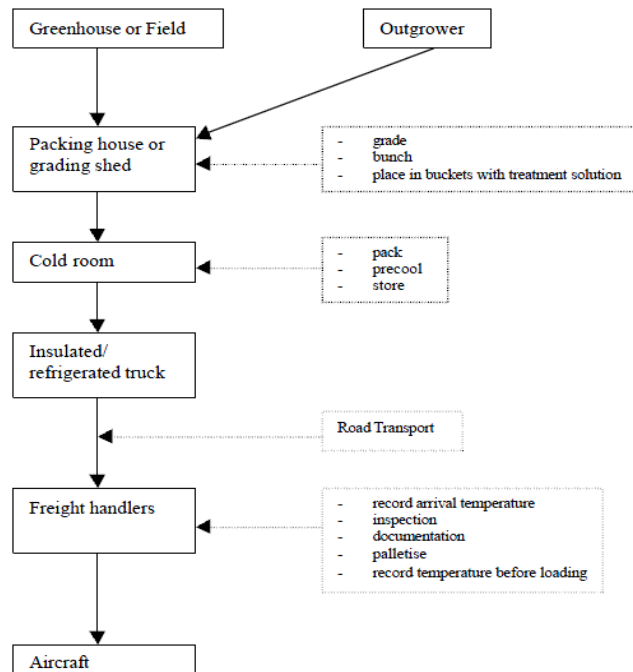 Greenhouse or Field
Outgrower
Packing house or
grading shed
- grade
- bunch
- place in buckets with treatment solution
Cold room
- pack
- precool
- store
Insulated/
refrigerated truck
Road Transport
Freight handlers
- record arrival temperature
- inspection
- documentation
- palletise
- record temperature before loading
Aircraft